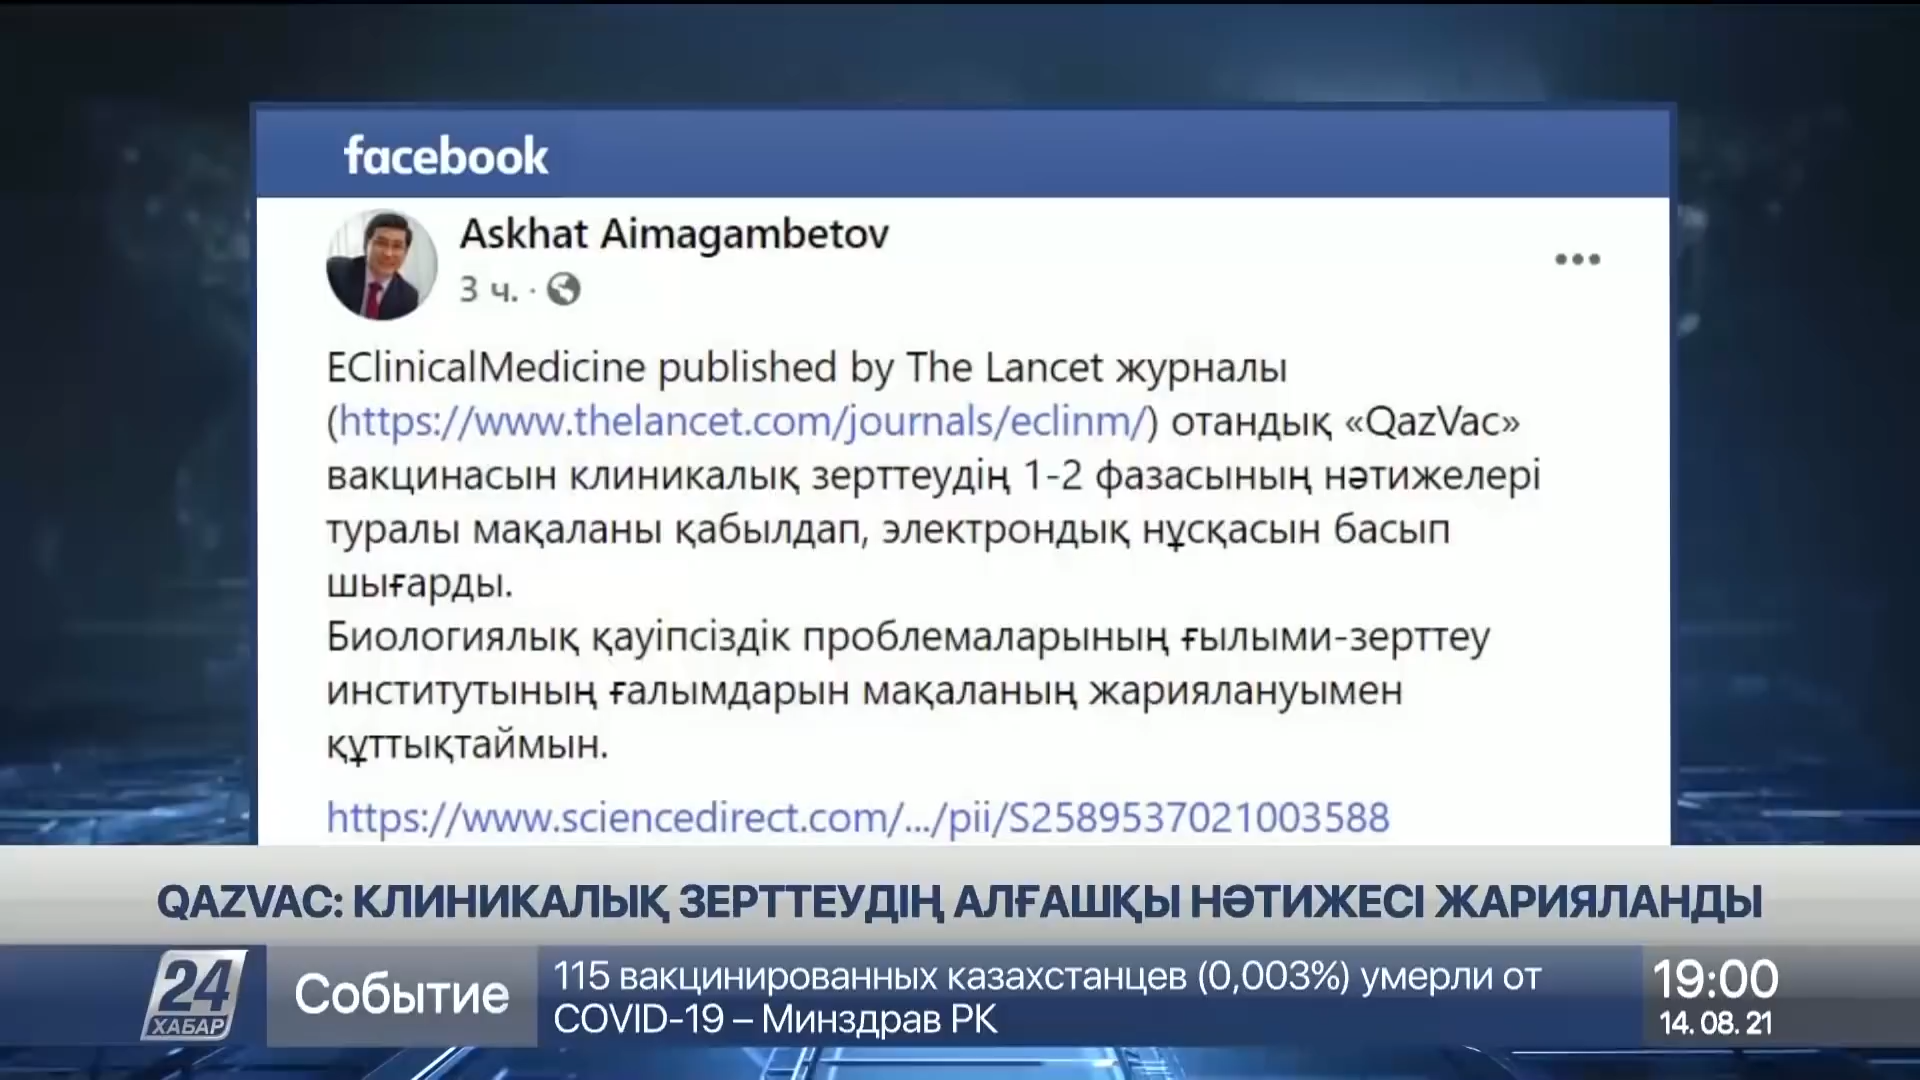 facebook
Askhat Aimagambetov
3 ч. ·
EClinicalMedicine published by The Lancet журналы
(https://www.thelancet.com/journals/eclinm/) отандық «QazVac»
вакцинасын клиникалық зерттеудің 1-2 фазасының нәтижелері
туралы мақаланы қабылдап, электрондық нұсқасын басып
шығарды.
Биологиялық қауіпсіздік проблемаларының ғылыми-зерттеу
институтының ғалымдарын мақаланың жариялануымен
құттықтаймын.
https://www.sciencedirect.com/.../pii/S2589537021003588
QAZVAC: КЛИНИКАЛЫҚ ЗЕРТТЕУДІҢ АЛҒАШҚЫ НӘТИЖЕСІ ЖАРИЯЛАНДЫ
24
ХАБАР
Событие
115 вакцинированных казахстанцев (0,003%) умерли от
COVID-19 – Минздрав РК
19:00
14. 08. 21